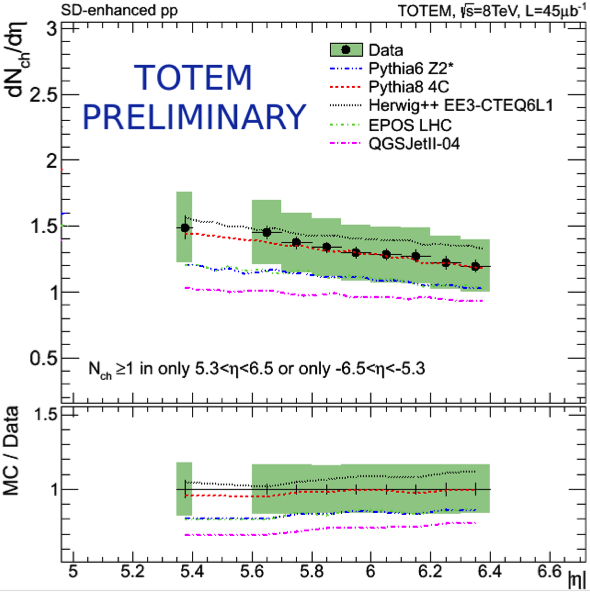 SD-enhanced pp
TOTEM, √s=8TeV, L=45μb⁻¹
dN_ch/dη
3
2.5
2
1.5
1
0.5
TOTEM
PRELIMINARY
Data
Pythia6 Z2*
Pythia8 4C
Herwig++ EE3-CTEQ6L1
EPOS LHC
QGSJetII-04
N_ch ≥1 in only 5.3<η<6.5 or only -6.5<η<-5.3
MC / Data
1.5
1
5 5.2 5.4 5.6 5.8 6 6.2 6.4 6.6 |η|